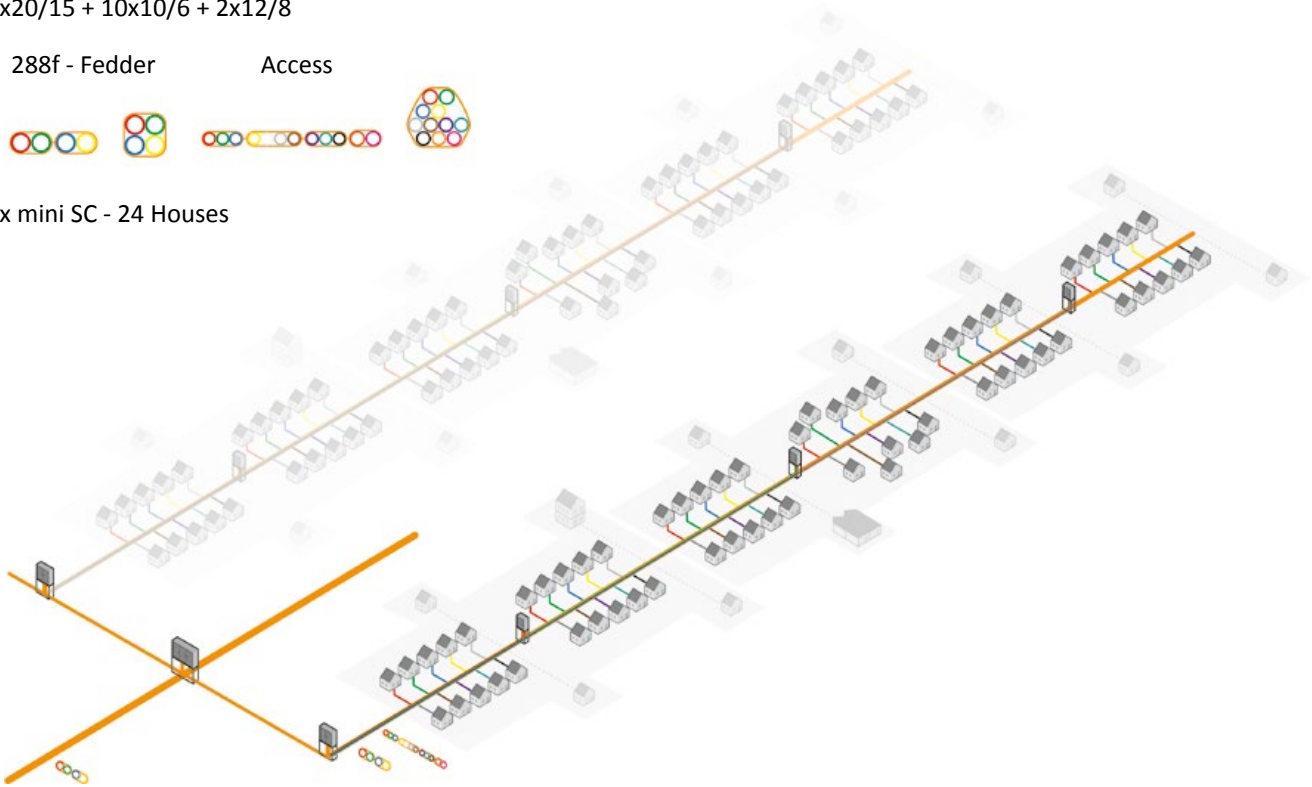 x20/15 + 10x10/6 + 2x12/8
288f - Fedder Access
x mini SC - 24 Houses